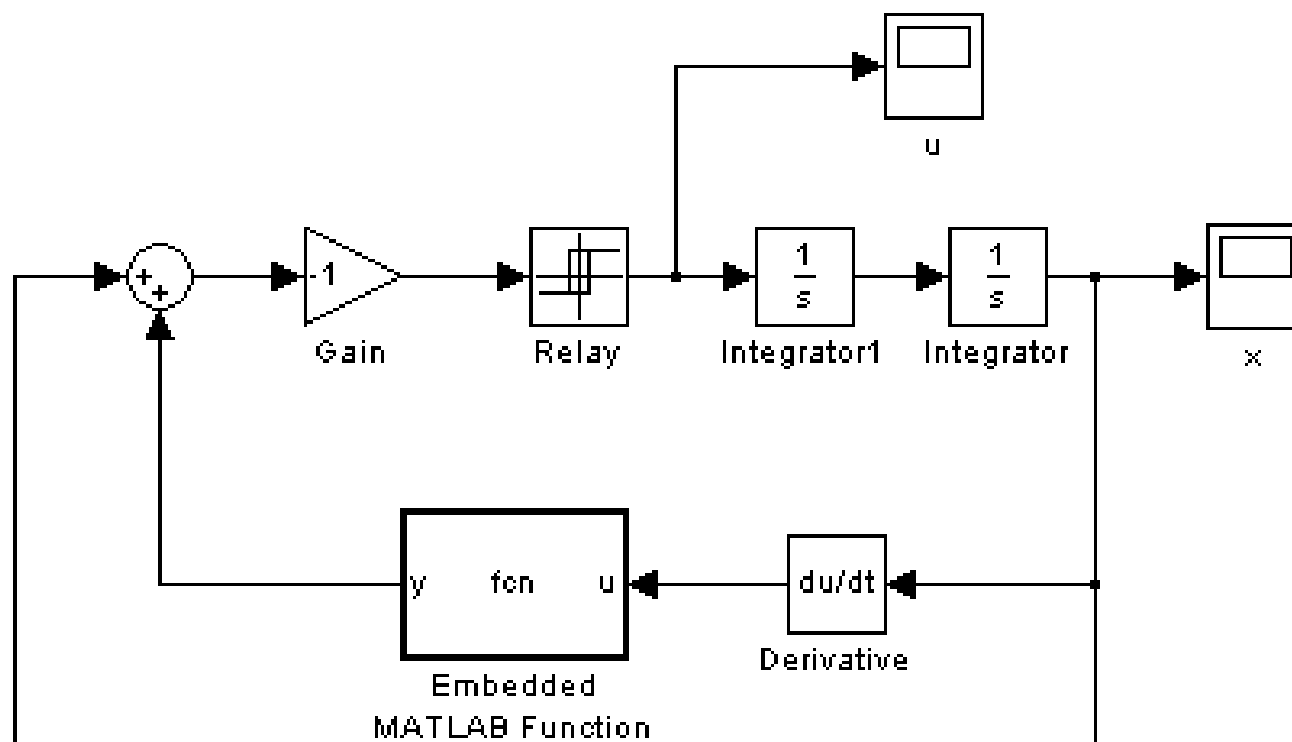 u
+
+
-1
1
s
1
s
Gain
Relay
Integrator1
Integrator
x
y
fcn
u
du/dt
Derivative
Embedded
MATLAB Function